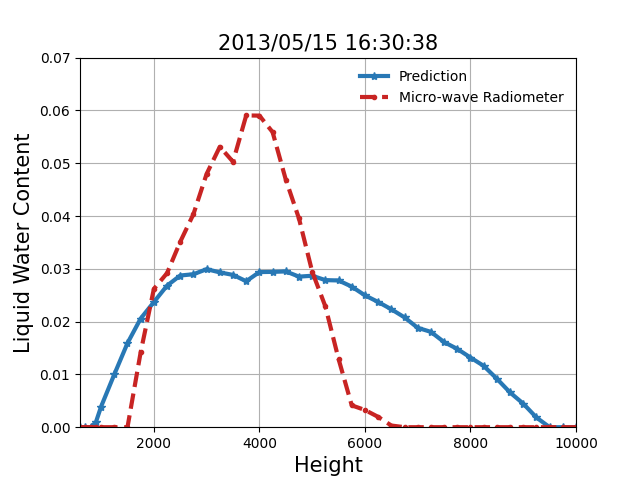 2013/05/15 16:30:38
0.07
0.06
0.05
0.04
0.03
0.02
0.01
0.00
Liquid Water Content
Prediction
Micro-wave Radiometer
2000 4000 6000 8000 10000
Height